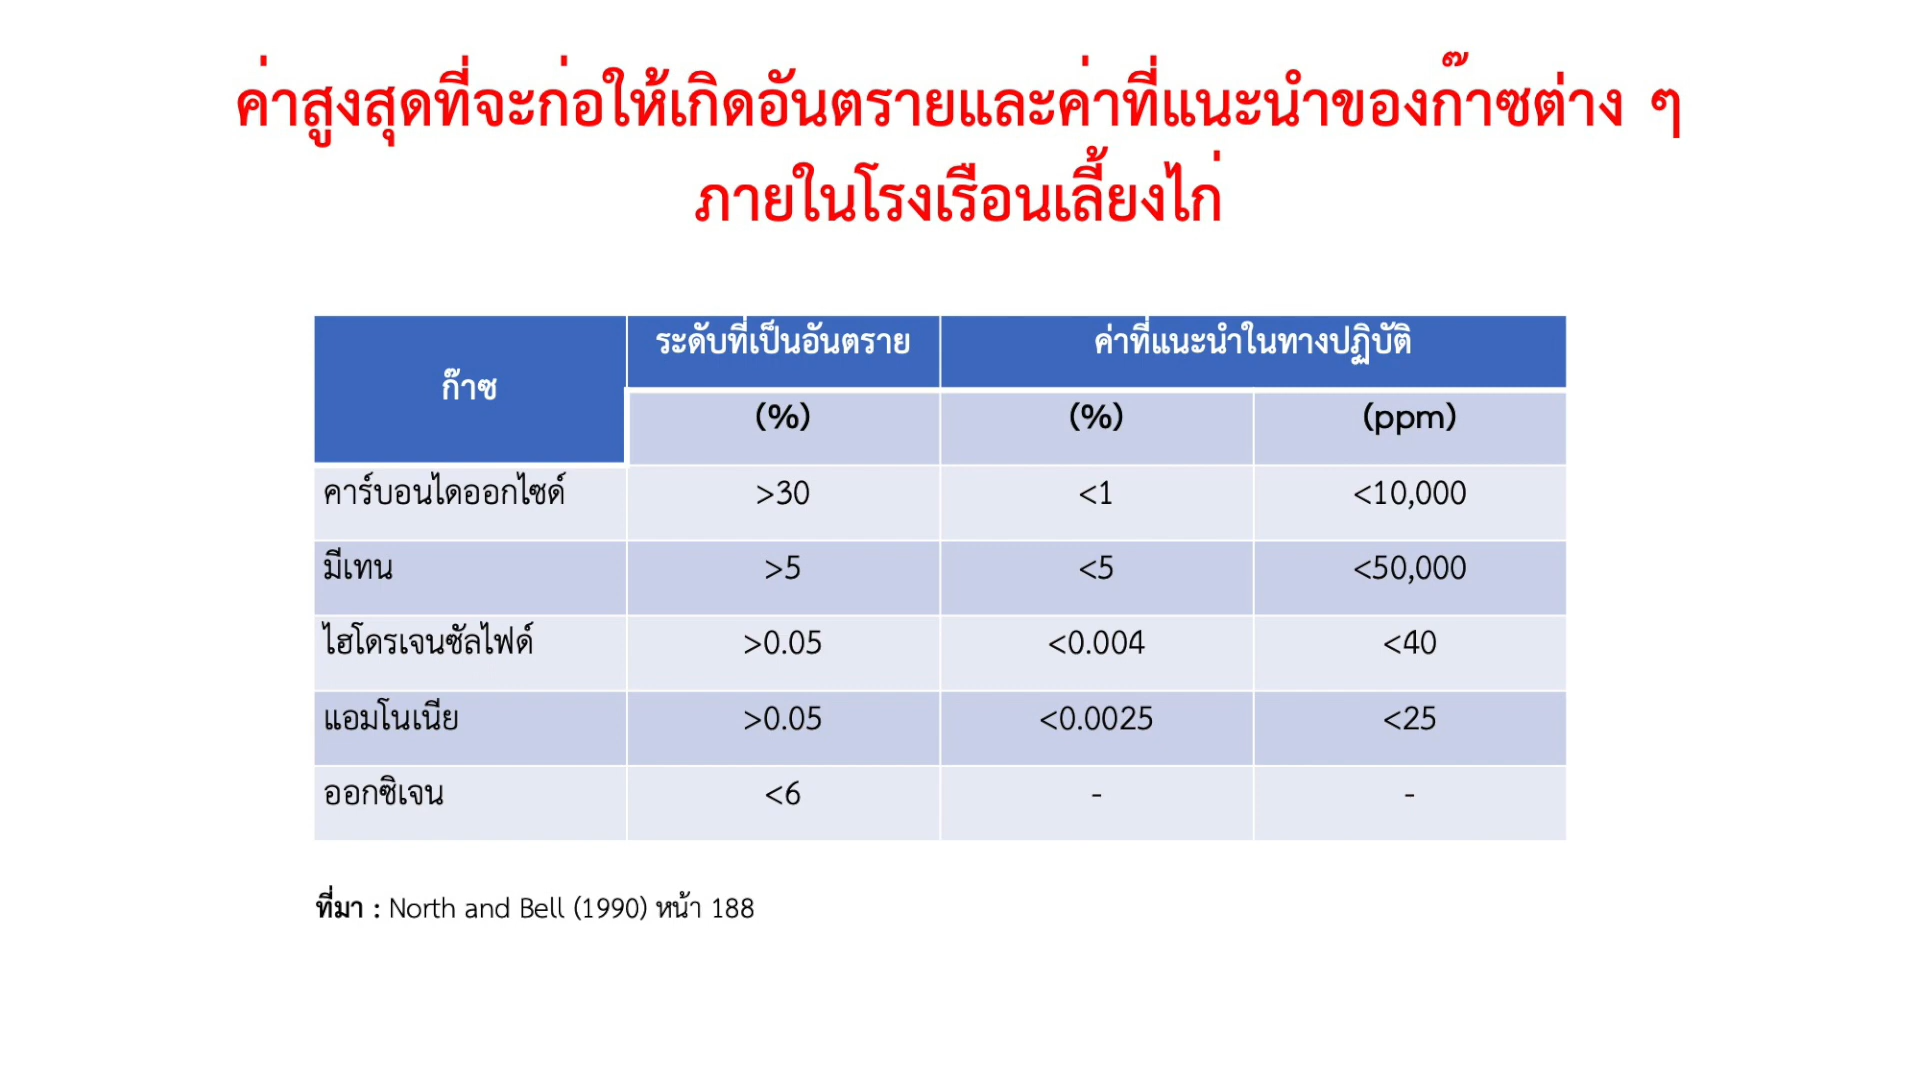 ค่าสูงสุดที่จะก่อให้เกิดอันตรายและค่าที่แนะนำของก๊าซต่าง ๆ
ภายในโรงเรือนเลี้ยงไก่
ก๊าซ ระดับที่เป็นอันตราย ค่าที่แนะนำในทางปฏิบัติ
(%) (%) (ppm)
คาร์บอนไดออกไซด์ >30 <1 <10,000
มีเทน >5 <5 <50,000
ไฮโดรเจนซัลไฟด์ >0.05 <0.004 <40
แอมโนเนีย >0.05 <0.0025 <25
ออกซิเจน <6 - -
ที่มา : North and Bell (1990) หน้า 188